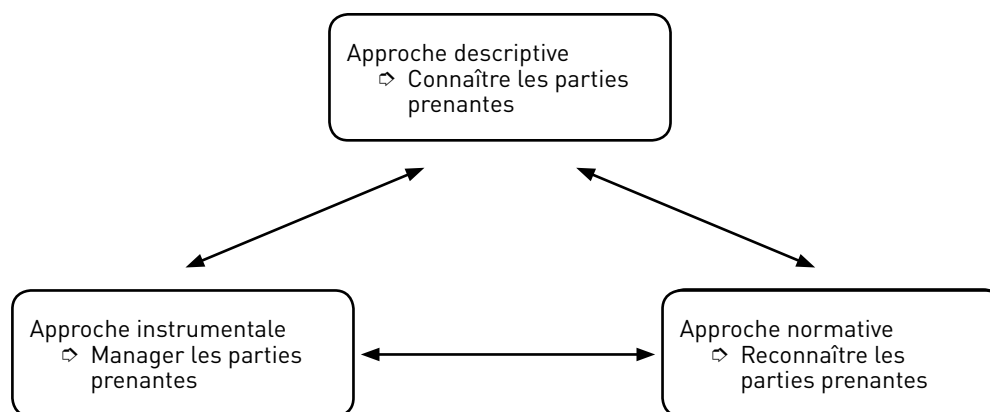 Approche descriptive
➯ Connaître les parties
prenantes
Approche instrumentale
➯ Manager les parties
prenantes
Approche normative
➯ Reconnaître les
parties prenantes